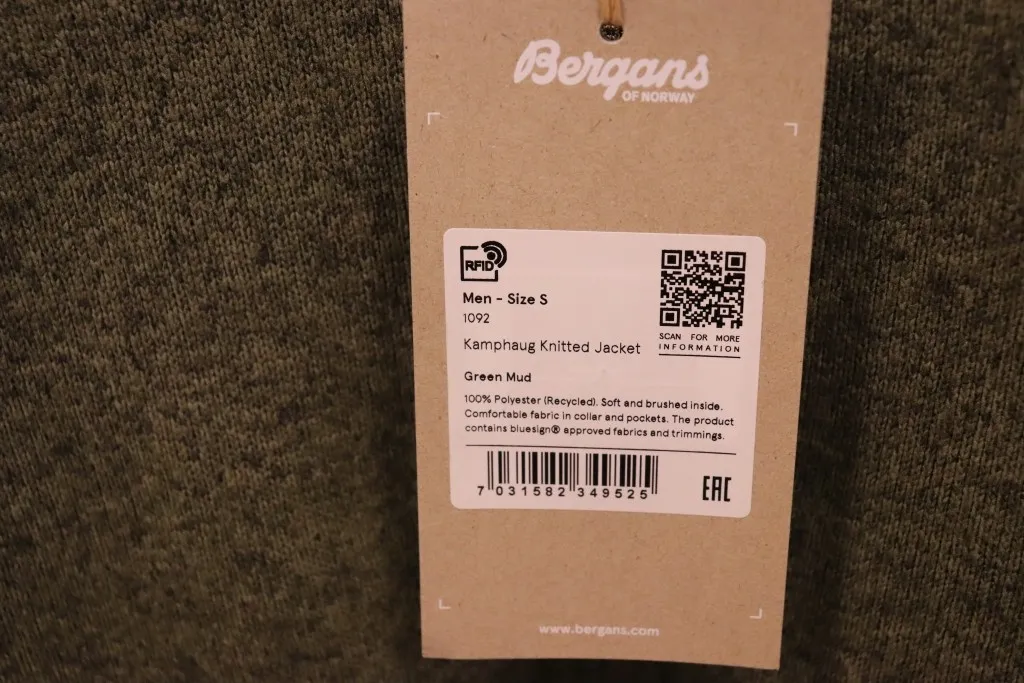 Bergans
OF NORWAY
RFID
Men - Size S
1092
Kamphaug Knitted Jacket
SCAN FOR MORE
INFORMATION
Green Mud
100% Polyester (Recycled). Soft and brushed inside.
Comfortable fabric in collar and pockets. The product
contains bluesign® approved fabrics and trimmings.
7 031582 349525
EAC
www.bergans.com